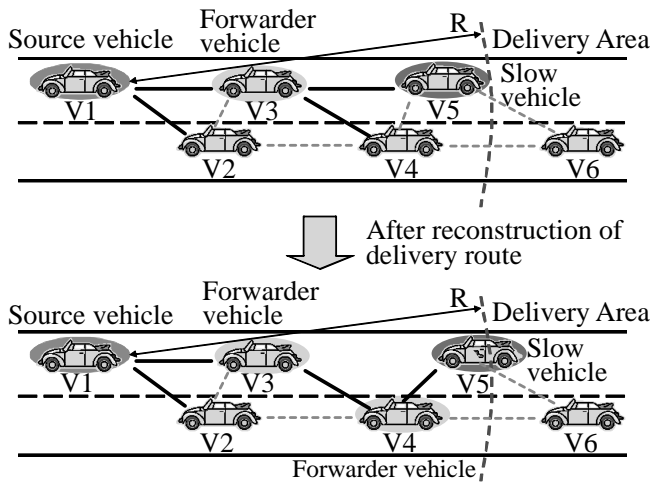 Forwarder
vehicle
Source vehicle
R
Delivery Area
Slow
vehicle
V1
V3
V5
V2
V4
V6
After reconstruction of
delivery route
Forwarder
vehicle
Source vehicle
R
Delivery Area
Slow
vehicle
V1
V3
V5
V2
V4
V6
Forwarder vehicle